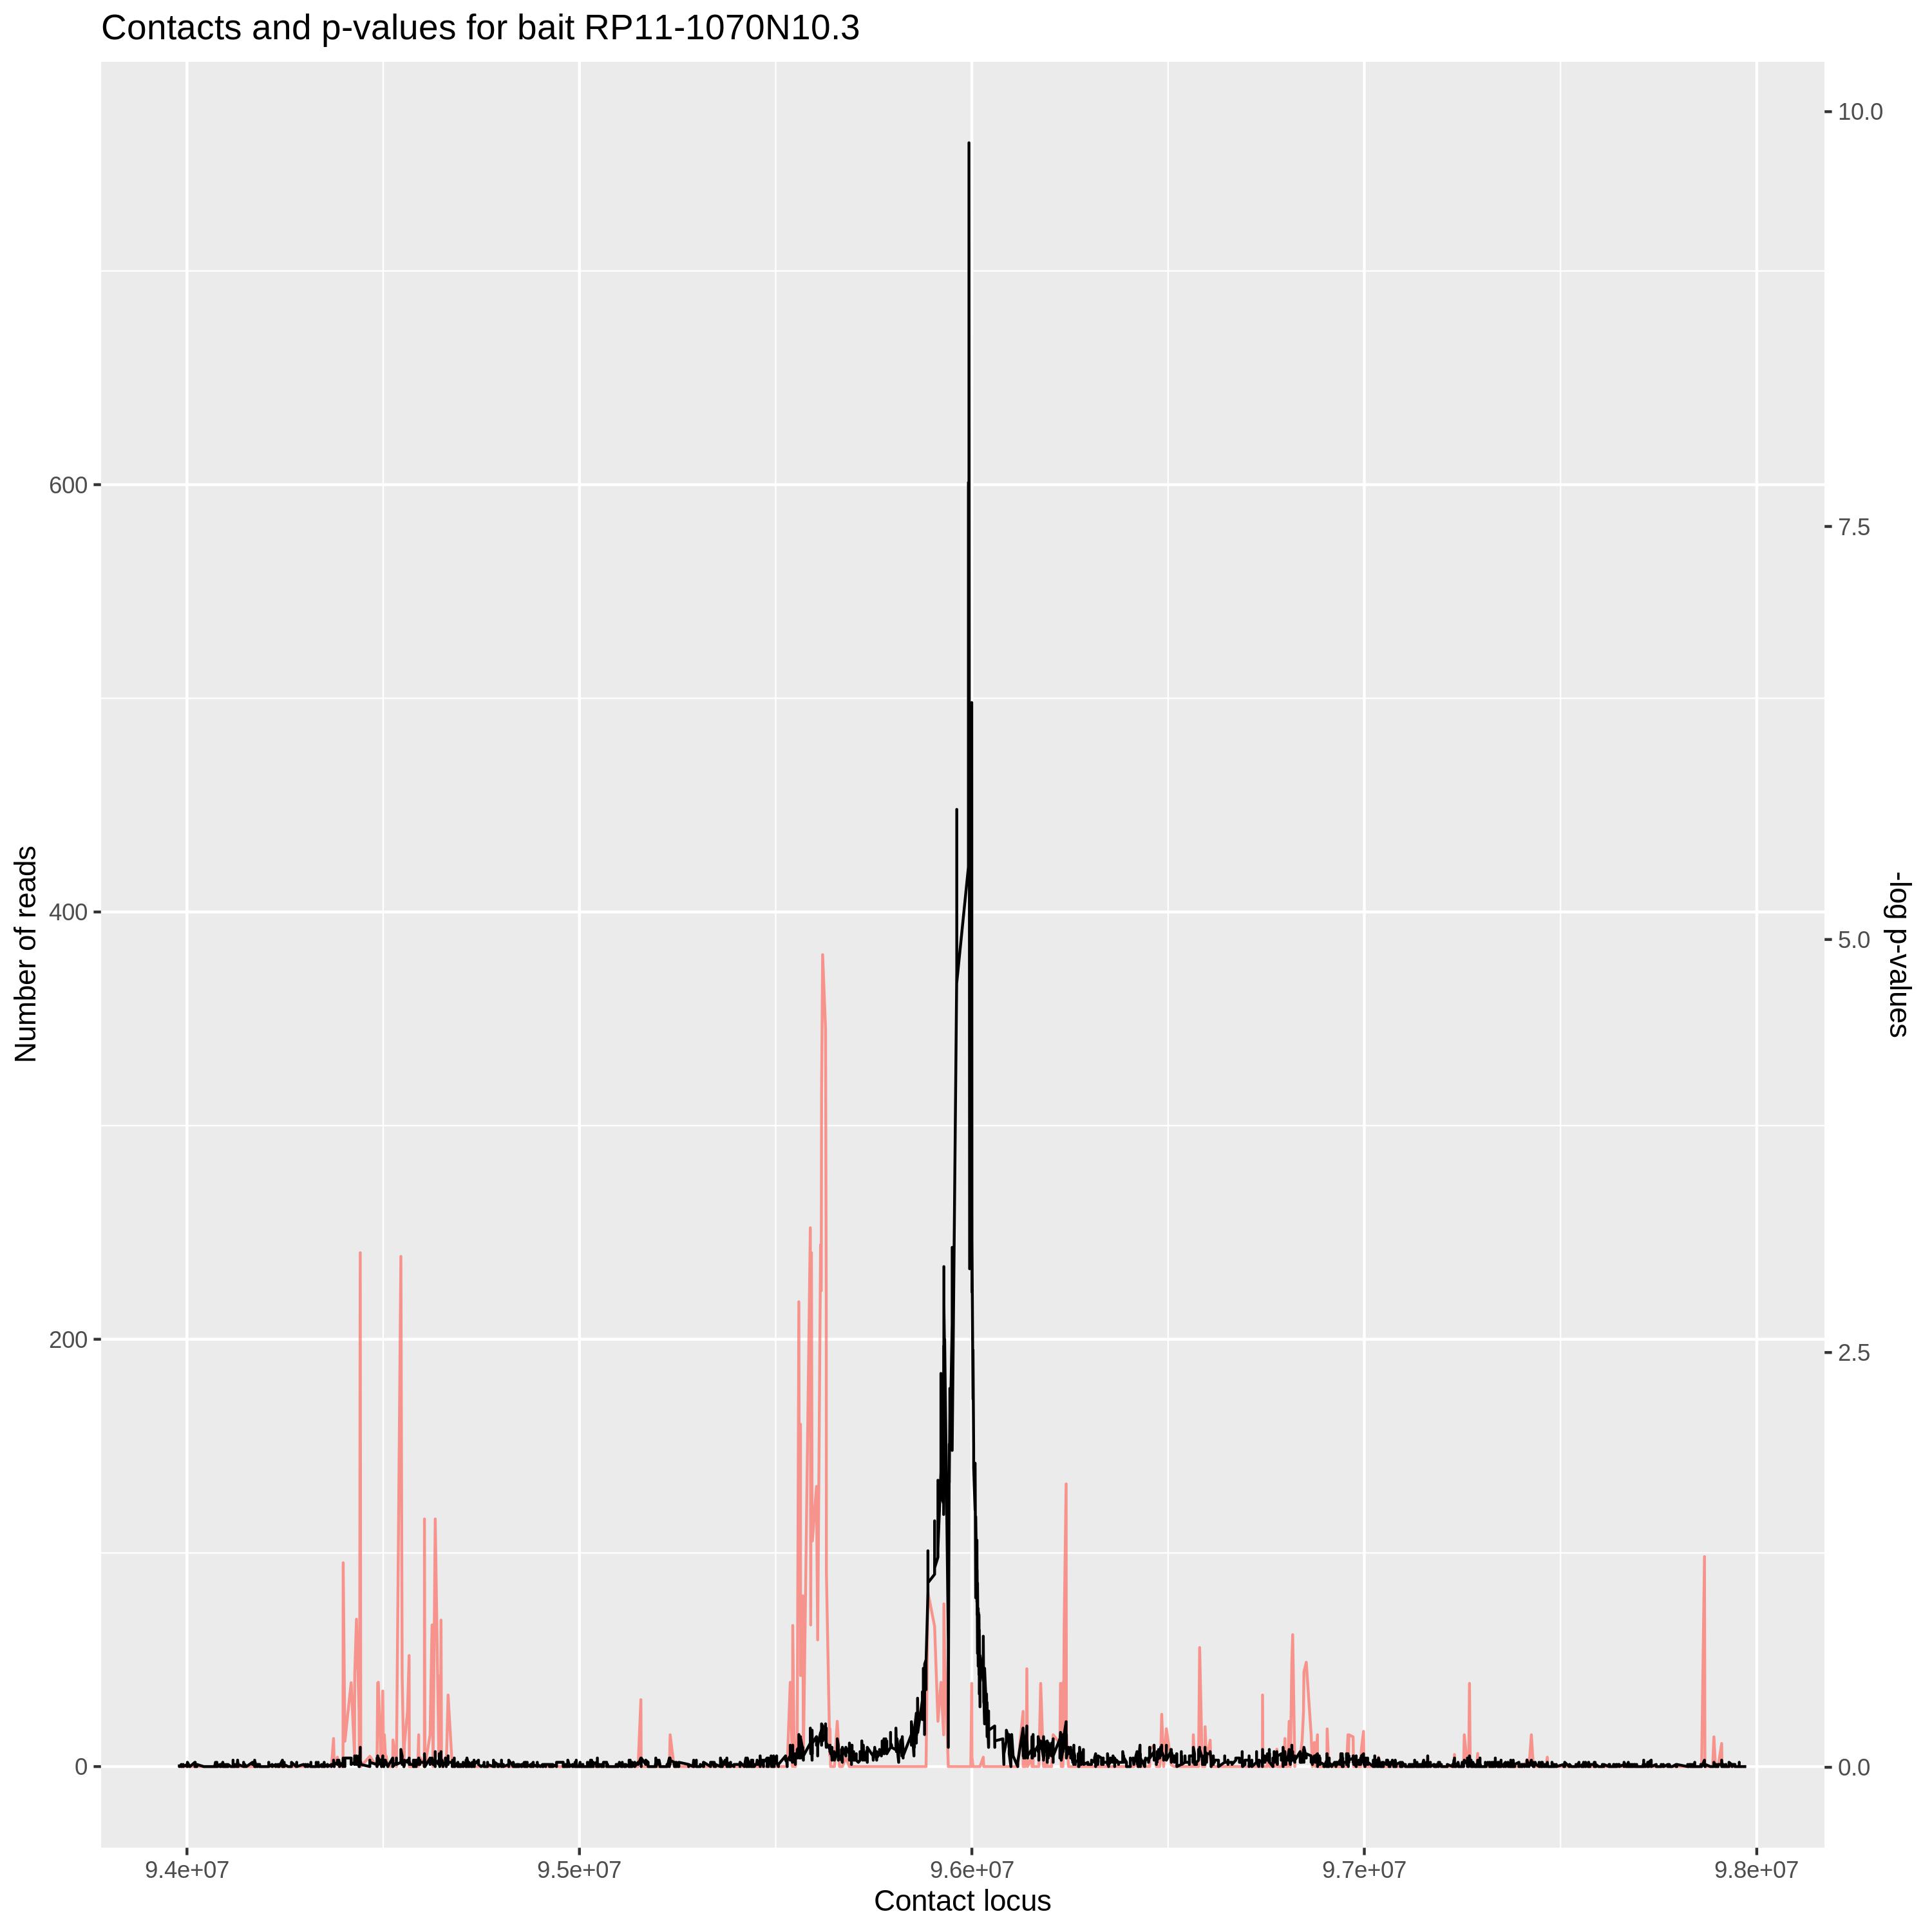 Contacts and p-values for bait RP11-1070N10.3
10.0
600
7.5
Number of reads
400
5.0
-log p-values
200
2.5
0
0.0
9.4e+07 9.5e+07 9.6e+07 9.7e+07 9.8e+07
Contact locus